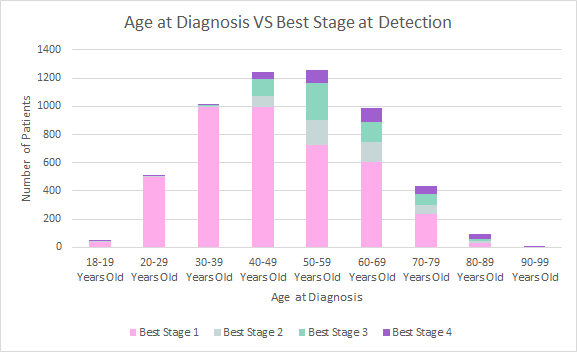 Age at Diagnosis VS Best Stage at Detection
1400
1200
1000
800
600
400
200
0
Number of Patients
18-19 20-29 30-39 40-49 50-59 60-69 70-79 80-89 90-99
Years Old Years Old Years Old Years Old Years Old Years Old Years Old Years Old Years Old
Age at Diagnosis
Best Stage 1 Best Stage 2 Best Stage 3 Best Stage 4